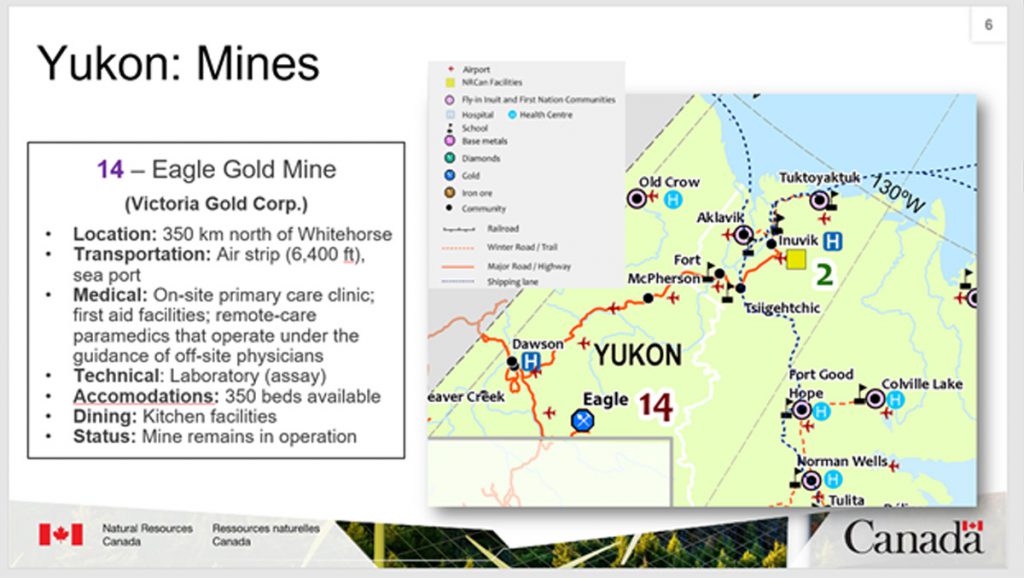 6
Yukon: Mines
14 – Eagle Gold Mine
(Victoria Gold Corp.)
• Location: 350 km north of Whitehorse
• Transportation: Air strip (6,400 ft),
sea port
• Medical: On-site primary care clinic;
first aid facilities; remote-care
paramedics that operate under the
guidance of off-site physicians
• Technical: Laboratory (assay)
• Accomodations: 350 beds available
• Dining: Kitchen facilities
• Status: Mine remains in operation
Airport
NRCan Facilities
Fly-in Inuit and First Nation Communities
H Hospital H Health Centre
School
Base metals
Diamonds
Gold
Iron ore
Community
Railroad
Winter Road / Trail
Major Road / Highway
Shipping lane
Tuktoyaktuk
130°W
Old Crow
H
Aklavik
Inuvik H
2
Fort
McPherson
Tsiigehtchic
Dawson
H
YUKON
eaver Creek
Eagle 14
Fort Good
Hope
H
Colville Lake
H
Norman Wells
H
Tulita
Natural Resources
Canada
Ressources naturelles
Canada
Canada